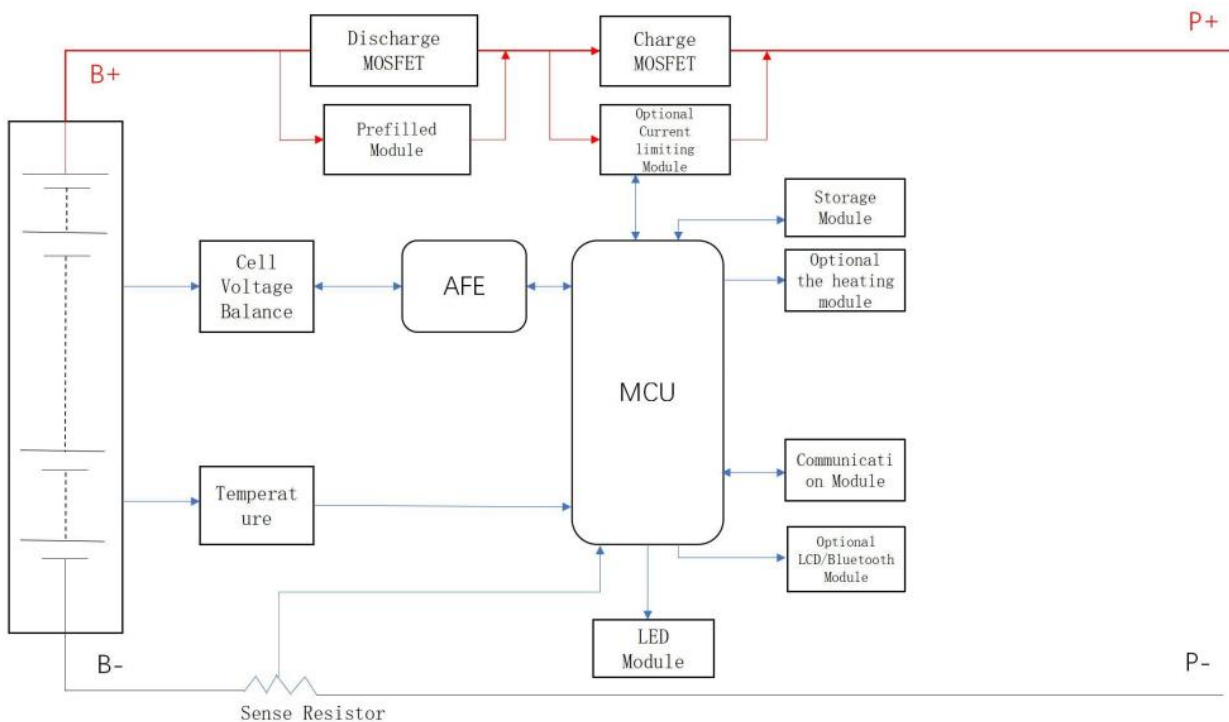 P+
Discharge
MOSFET
Charge
MOSFET
B+
Prefilled
Module
Optional
Current
limiting
Module
Storage
Module
Cell
Voltage
Balance
AFE
Optional
the heating
module
MCU
Communicati
on Module
Temperat
ure
Optional
LCD/Bluetooth
Module
LED
Module
B-
P-
Sense Resistor